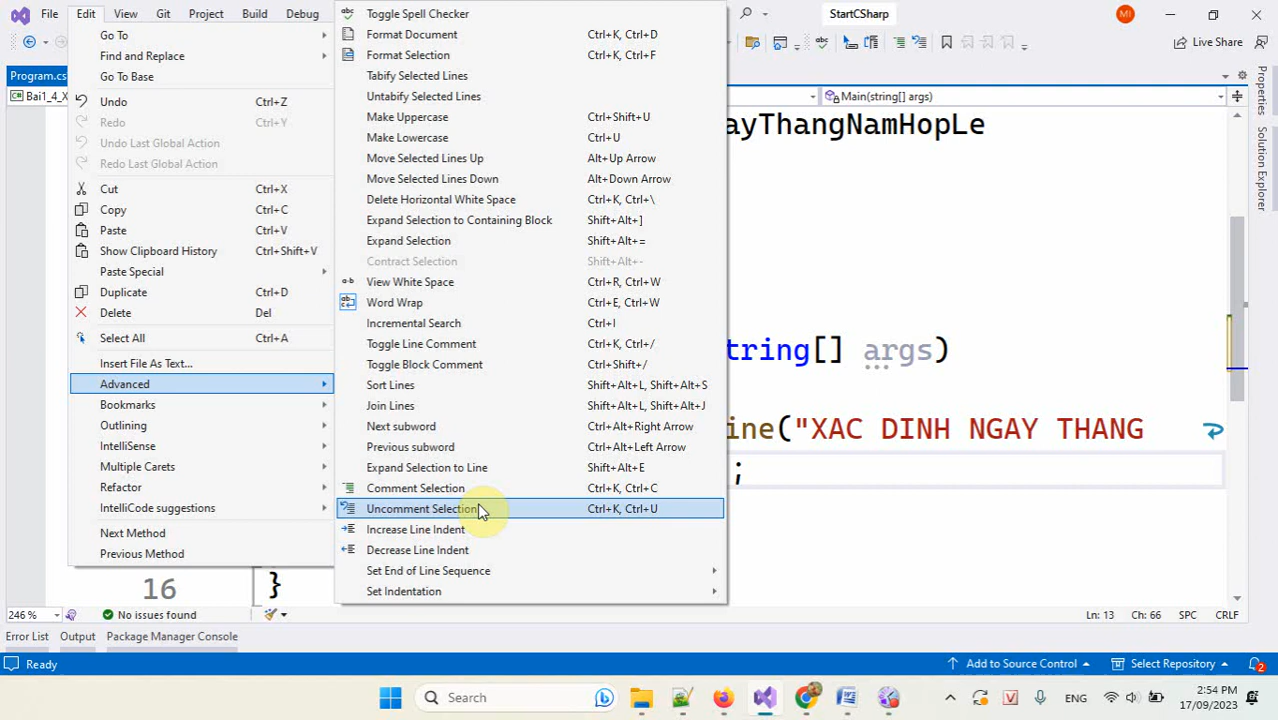 File Edit View Git Project Build Debug StartCSharp MI
Live Share
Program.cs
Bai1_4_X Main(string[] args)
Go To
Find and Replace
Go To Base
Undo Ctrl+Z
Redo Ctrl+Y
Undo Last Global Action
Redo Last Global Action
Cut Ctrl+X
Copy Ctrl+C
Paste Ctrl+V
Show Clipboard History Ctrl+Shift+V
Paste Special
Duplicate Ctrl+D
Delete Del
Select All Ctrl+A
Insert File As Text...
Advanced
Bookmarks
Outlining
IntelliSense
Multiple Carets
Refactor
IntelliCode suggestions
Next Method
Previous Method
Toggle Spell Checker
Format Document Ctrl+K, Ctrl+D
Format Selection Ctrl+K, Ctrl+F
Tabify Selected Lines
Untabify Selected Lines
Make Uppercase Ctrl+Shift+U
Make Lowercase Ctrl+U
Move Selected Lines Up Alt+Up Arrow
Move Selected Lines Down Alt+Down Arrow
Delete Horizontal White Space Ctrl+K, Ctrl+\
Expand Selection to Containing Block Shift+Alt+]
Expand Selection Shift+Alt+=
Contract Selection Shift+Alt+-
View White Space Ctrl+R, Ctrl+W
Word Wrap Ctrl+E, Ctrl+W
Incremental Search Ctrl+I
Toggle Line Comment Ctrl+K, Ctrl+/
Toggle Block Comment Ctrl+Shift+/
Sort Lines Shift+Alt+L, Shift+Alt+S
Join Lines Shift+Alt+L, Shift+Alt+J
Next subword Ctrl+Alt+Right Arrow
Previous subword Ctrl+Alt+Left Arrow
Expand Selection to Line Shift+Alt+E
Comment Selection Ctrl+K, Ctrl+C
Uncomment Selection Ctrl+K, Ctrl+U
Increase Line Indent
Decrease Line Indent
Set End of Line Sequence
Set Indentation
ayThangNamHopLe
tring[] args)
ine("XAC DINH NGAY THANG
;
16 }
Properties
Solution Explorer
246 % No issues found Ln: 13 Ch: 66 SPC CRLF
Error List Output Package Manager Console
Ready Add to Source Control Select Repository 2
Search ENG 2:54 PM
17/09/2023